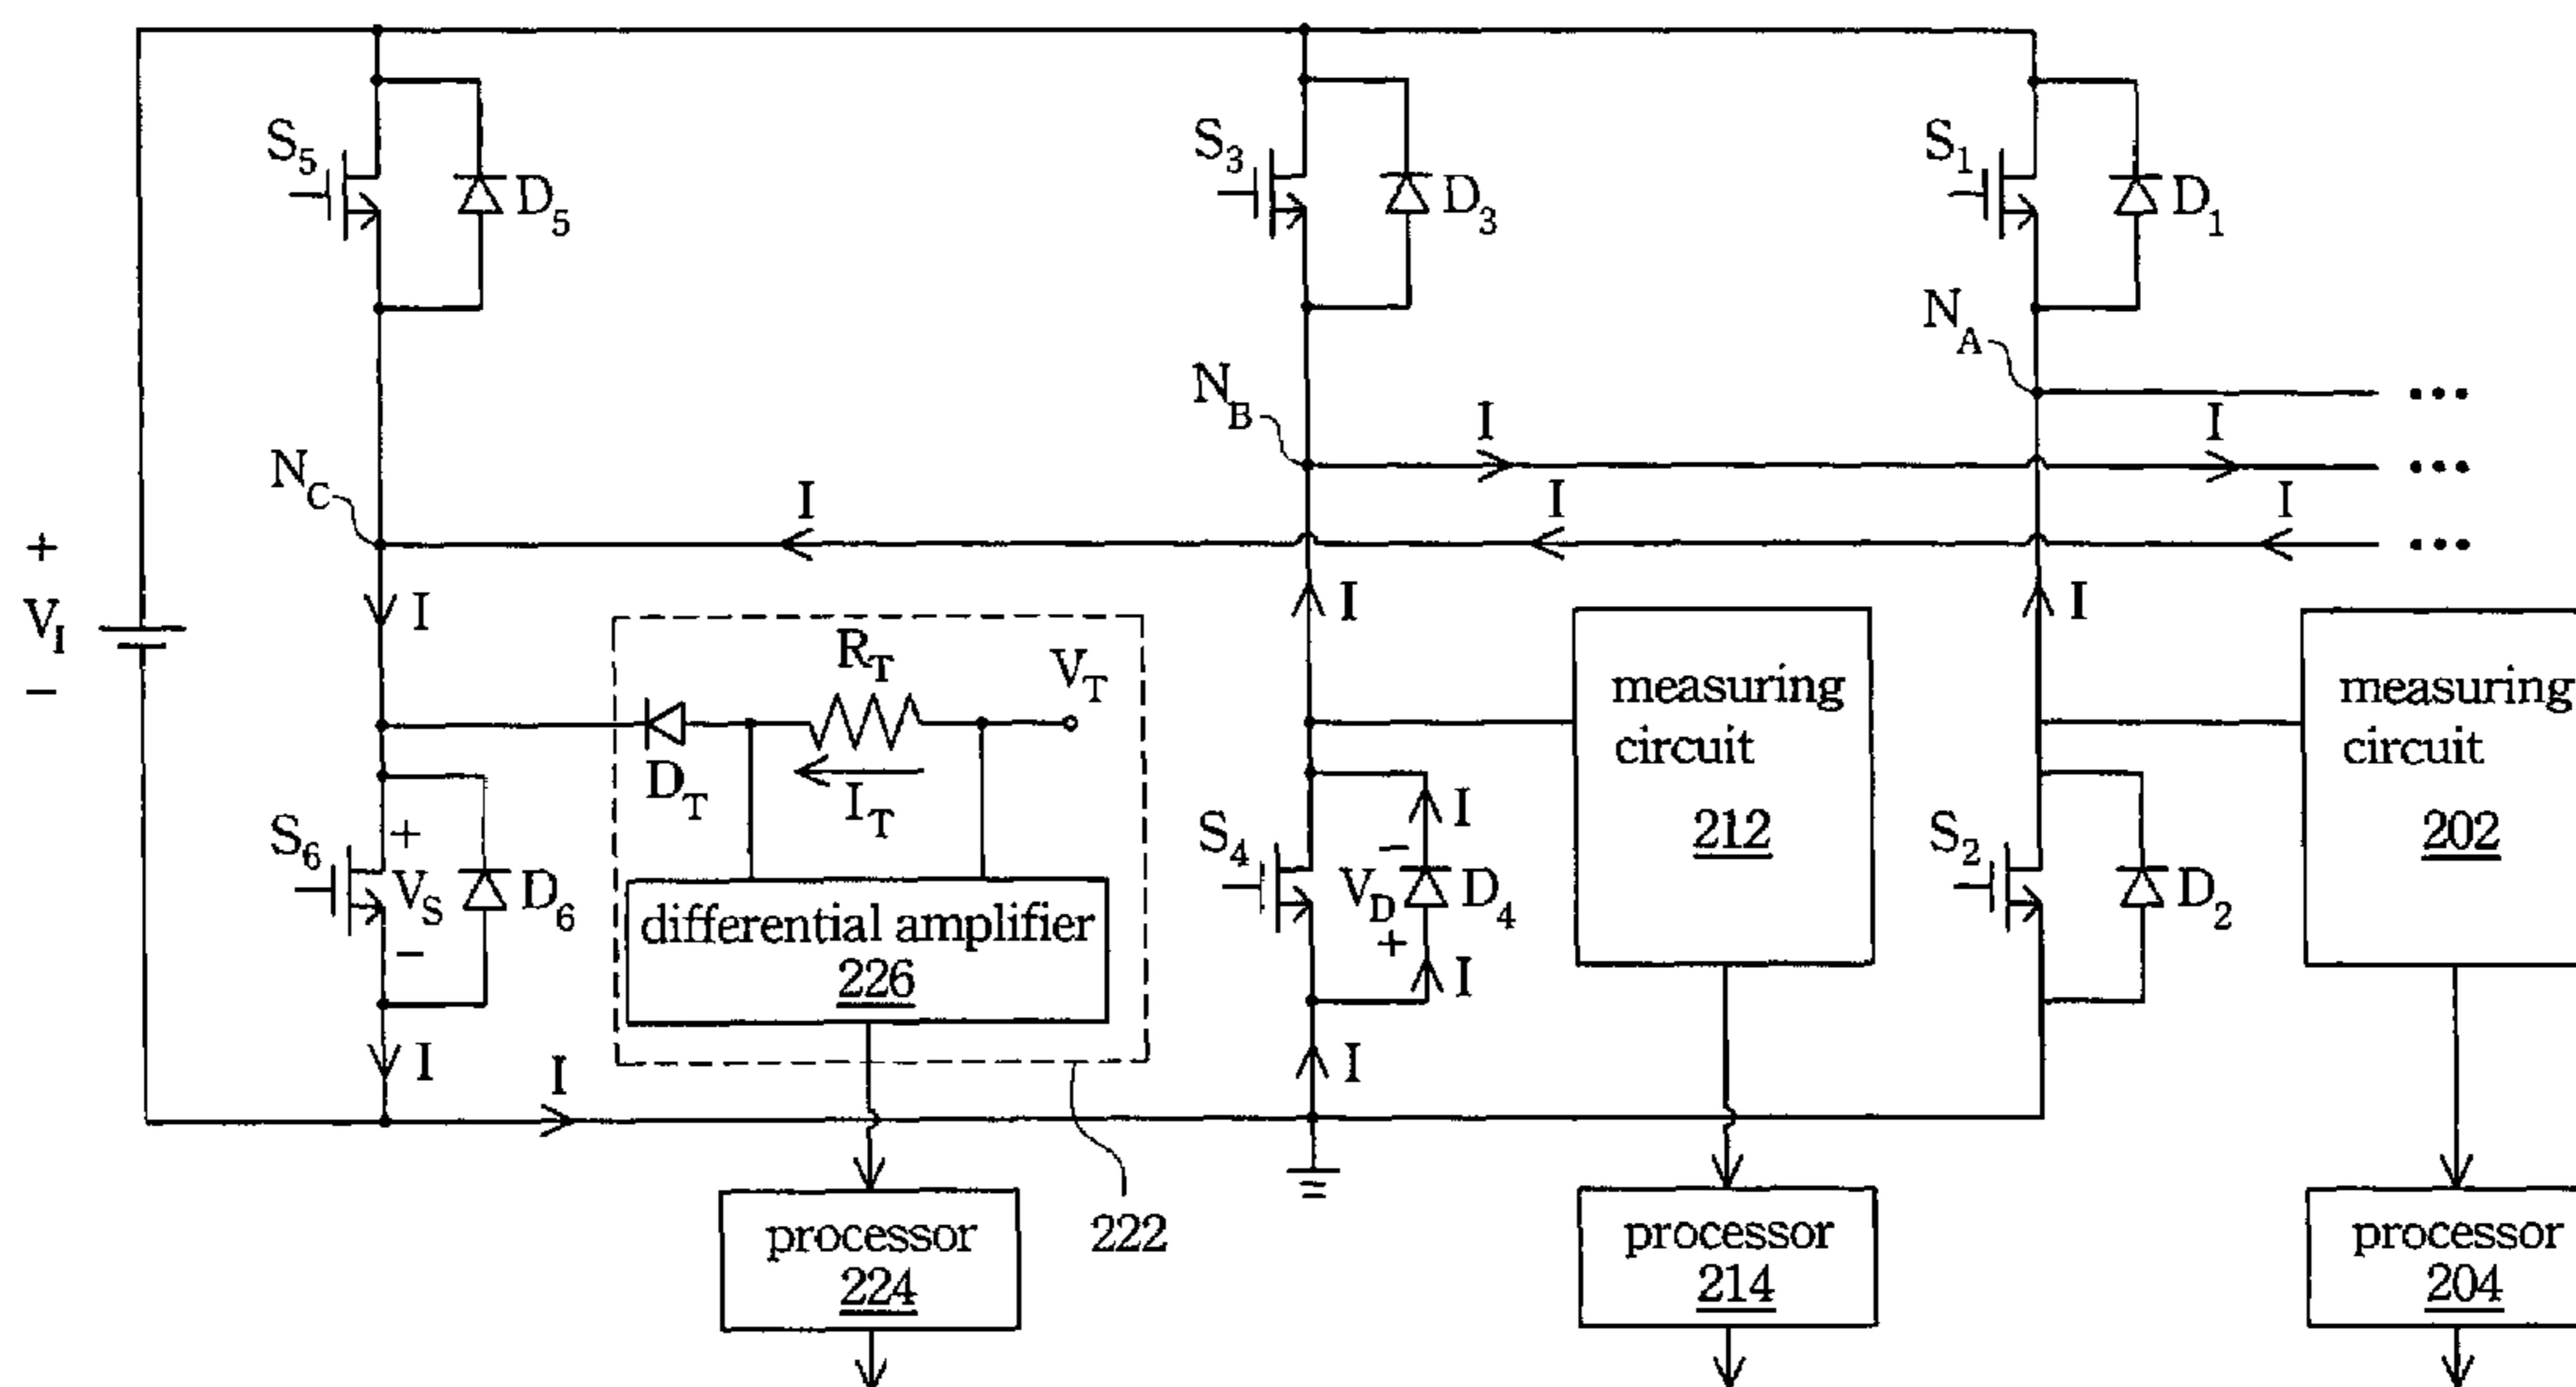 S5
D5
S3
D3
S1
D1
NA
NB
I
I
NC
I
I
I
+
VI
−
I
RT
VT
DT
IT
I
measuring
circuit
212
I
measuring
circuit
202
S6
+
VS
−
D6
differential amplifier
226
S4
−
VD
+
D4
I
I
S2
D2
I
I
I
222
processor
224
processor
214
processor
204